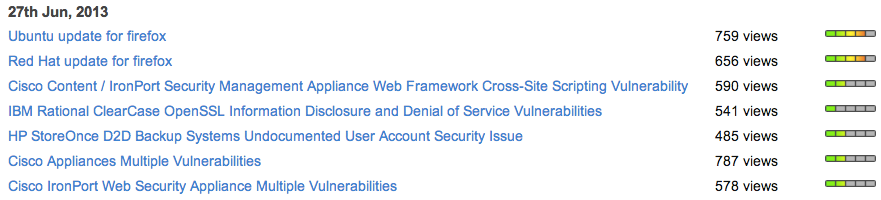 27th Jun, 2013
Ubuntu update for firefox 759 views
Red Hat update for firefox 656 views
Cisco Content / IronPort Security Management Appliance Web Framework Cross-Site Scripting Vulnerability 590 views
IBM Rational ClearCase OpenSSL Information Disclosure and Denial of Service Vulnerabilities 541 views
HP StoreOnce D2D Backup Systems Undocumented User Account Security Issue 485 views
Cisco Appliances Multiple Vulnerabilities 787 views
Cisco IronPort Web Security Appliance Multiple Vulnerabilities 578 views